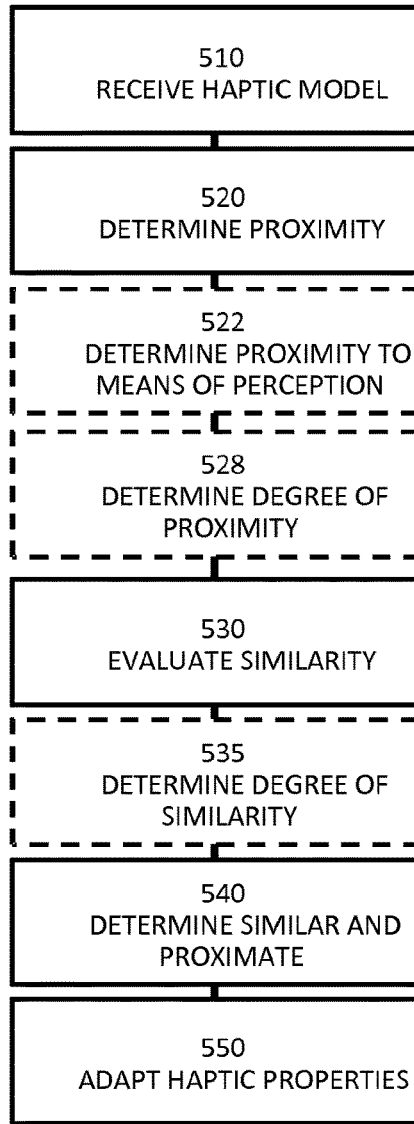 510
RECEIVE HAPTIC MODEL
520
DETERMINE PROXIMITY
522
DETERMINE PROXIMITY TO
MEANS OF PERCEPTION
528
DETERMINE DEGREE OF
PROXIMITY
530
EVALUATE SIMILARITY
535
DETERMINE DEGREE OF
SIMILARITY
540
DETERMINE SIMILAR AND
PROXIMATE
550
ADAPT HAPTIC PROPERTIES